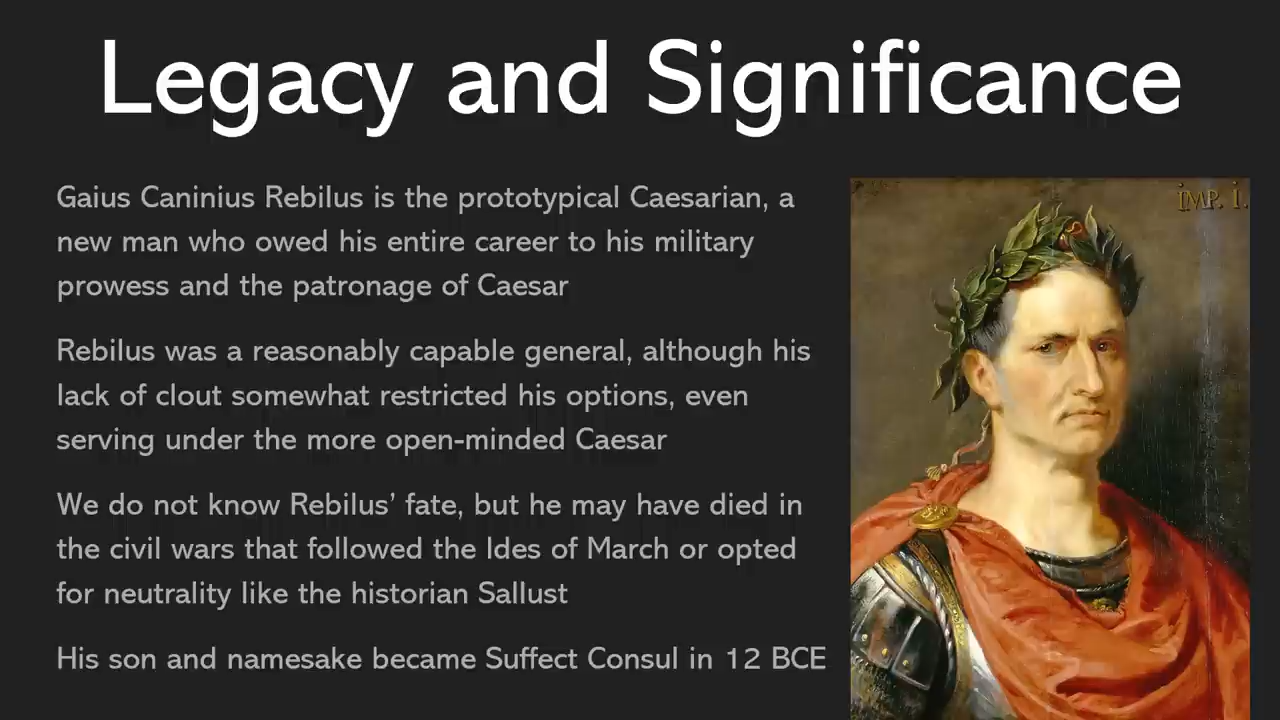 Legacy and Significance
Gaius Caninius Rebilus is the prototypical Caesarian, a
new man who owed his entire career to his military
prowess and the patronage of Caesar
Rebilus was a reasonably capable general, although his
lack of clout somewhat restricted his options, even
serving under the more open-minded Caesar
We do not know Rebilus’ fate, but he may have died in
the civil wars that followed the Ides of March or opted
for neutrality like the historian Sallust
His son and namesake became Suffect Consul in 12 BCE
IMP. I.